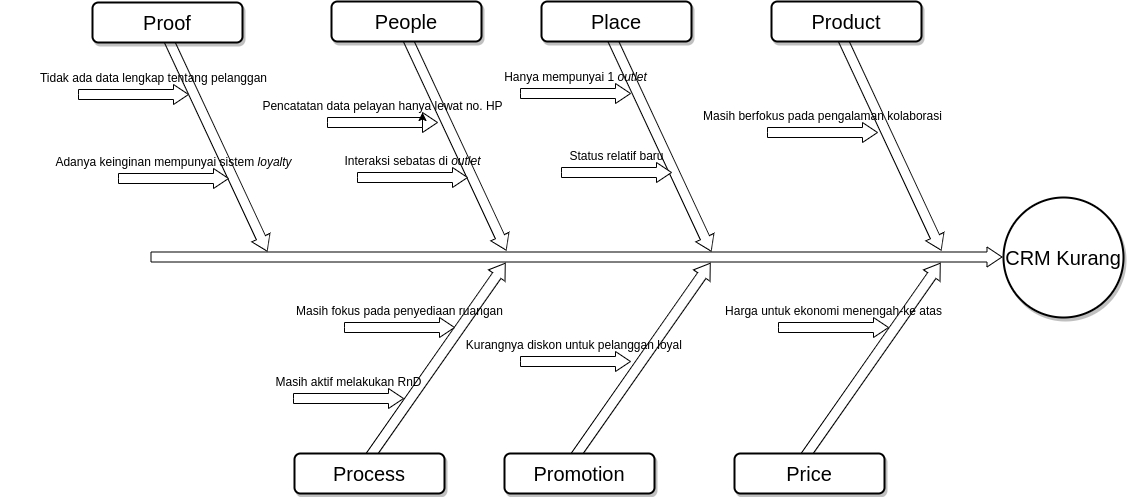 Proof
People
Place
Product
Tidak ada data lengkap tentang pelanggan
Hanya mempunyai 1 outlet
Pencatatan data pelayan hanya lewat no. HP
Masih berfokus pada pengalaman kolaborasi
Adanya keinginan mempunyai sistem loyalty
Interaksi sebatas di outlet
Status relatif baru
CRM Kurang
Masih fokus pada penyediaan ruangan
Harga untuk ekonomi menengah ke atas
Kurangnya diskon untuk pelanggan loyal
Masih aktif melakukan RnD
Process
Promotion
Price